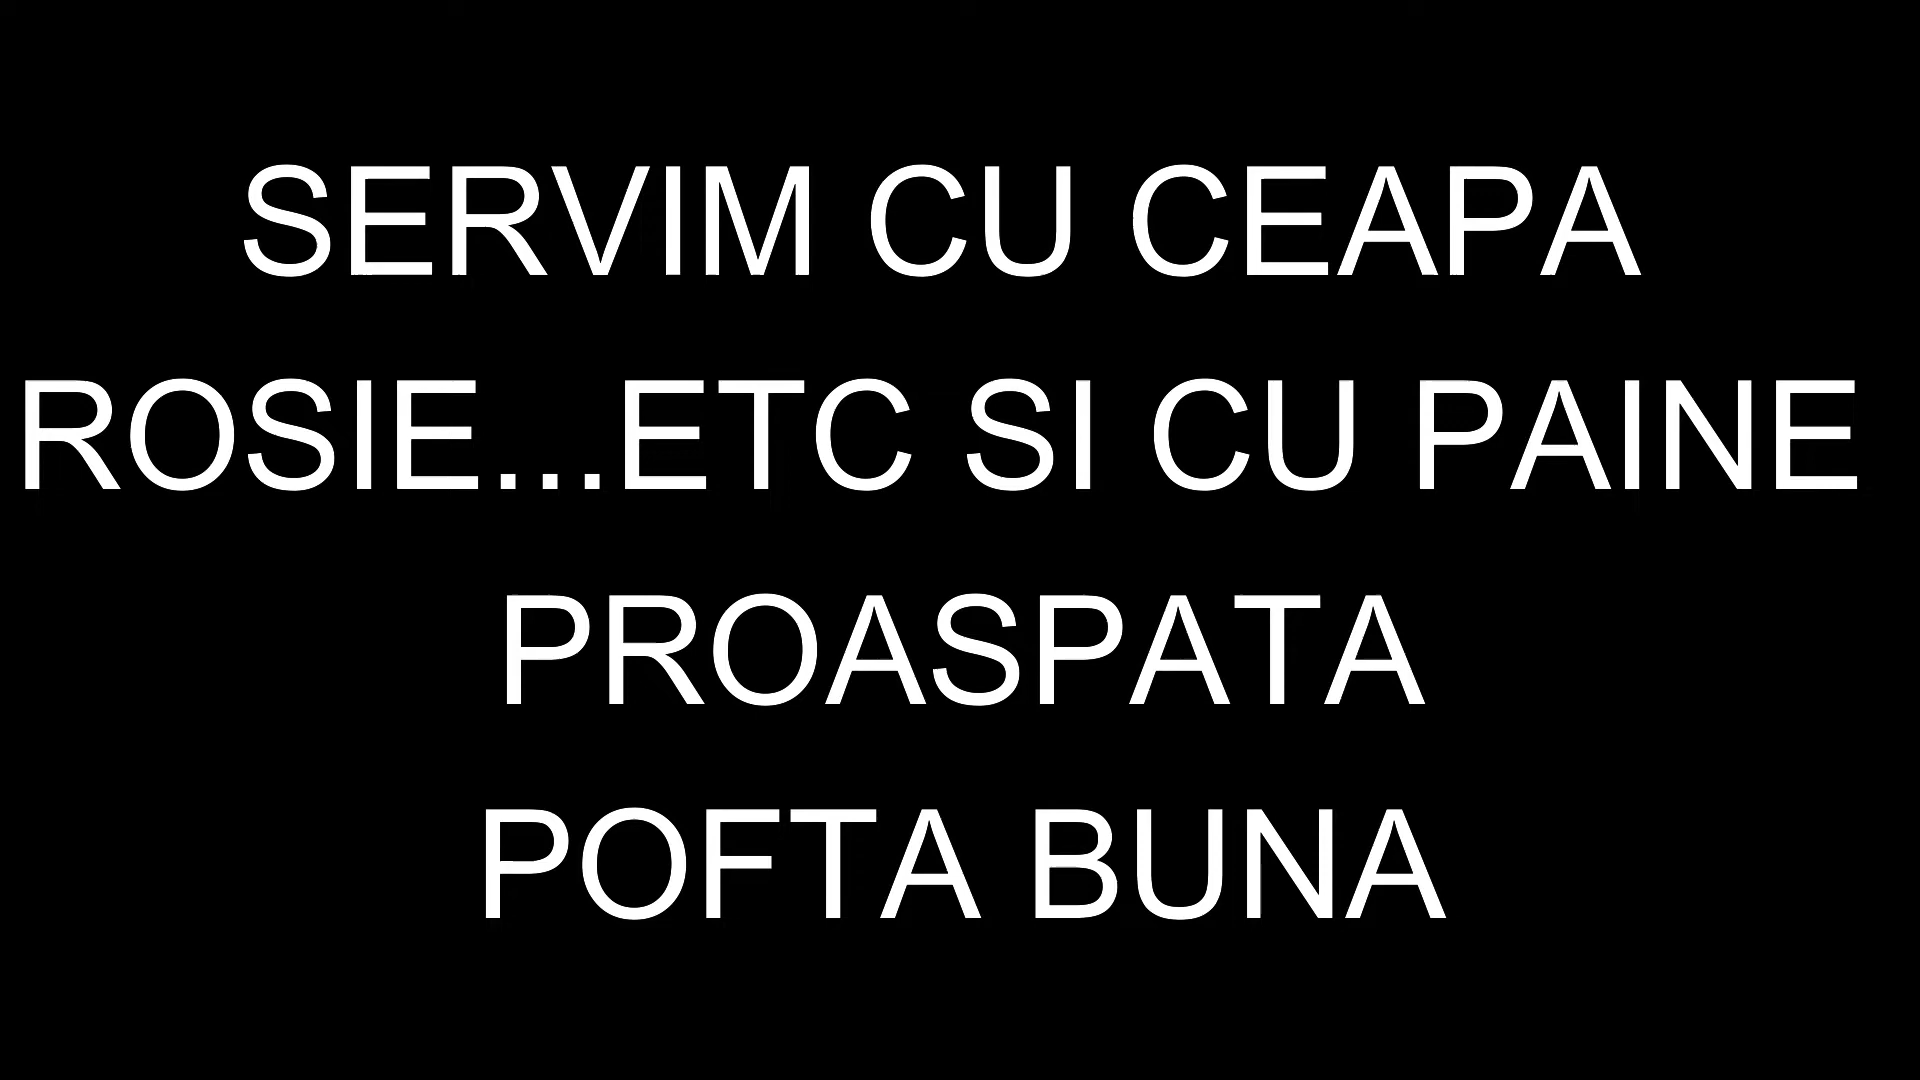 SERVIM CU CEAPA
ROSIE...ETC SI CU PAINE
PROASPATA
POFTA BUNA